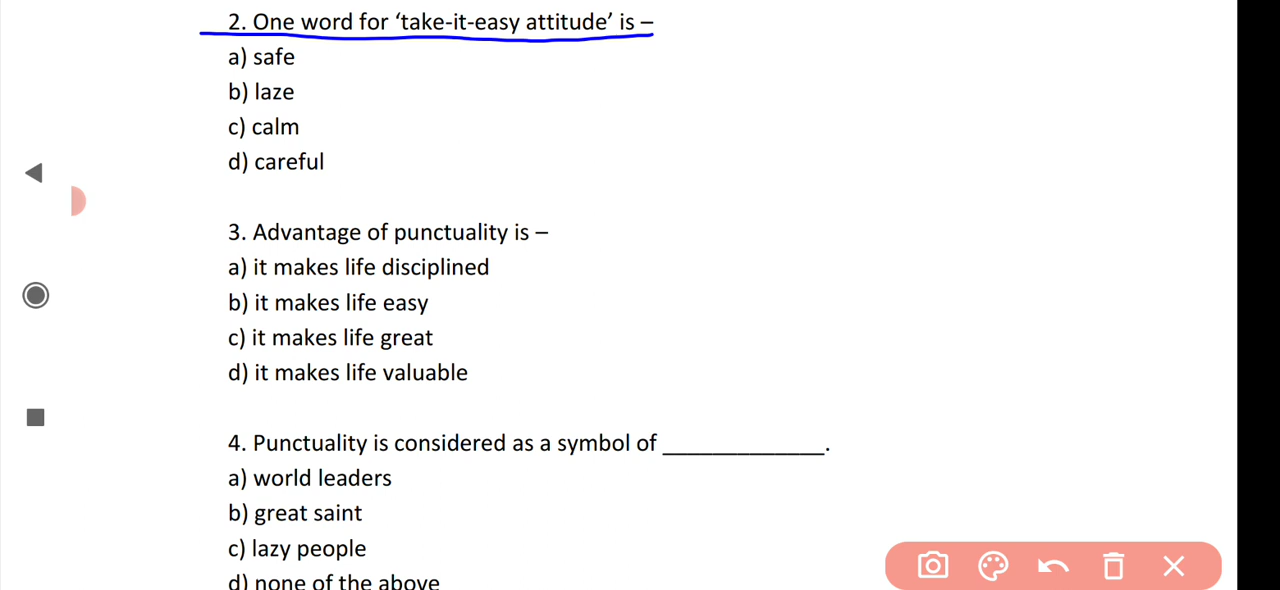 2. One word for ‘take-it-easy attitude’ is –
a) safe
b) laze
c) calm
d) careful
3. Advantage of punctuality is –
a) it makes life disciplined
b) it makes life easy
c) it makes life great
d) it makes life valuable
4. Punctuality is considered as a symbol of ______________.
a) world leaders
b) great saint
c) lazy people
d) none of the above